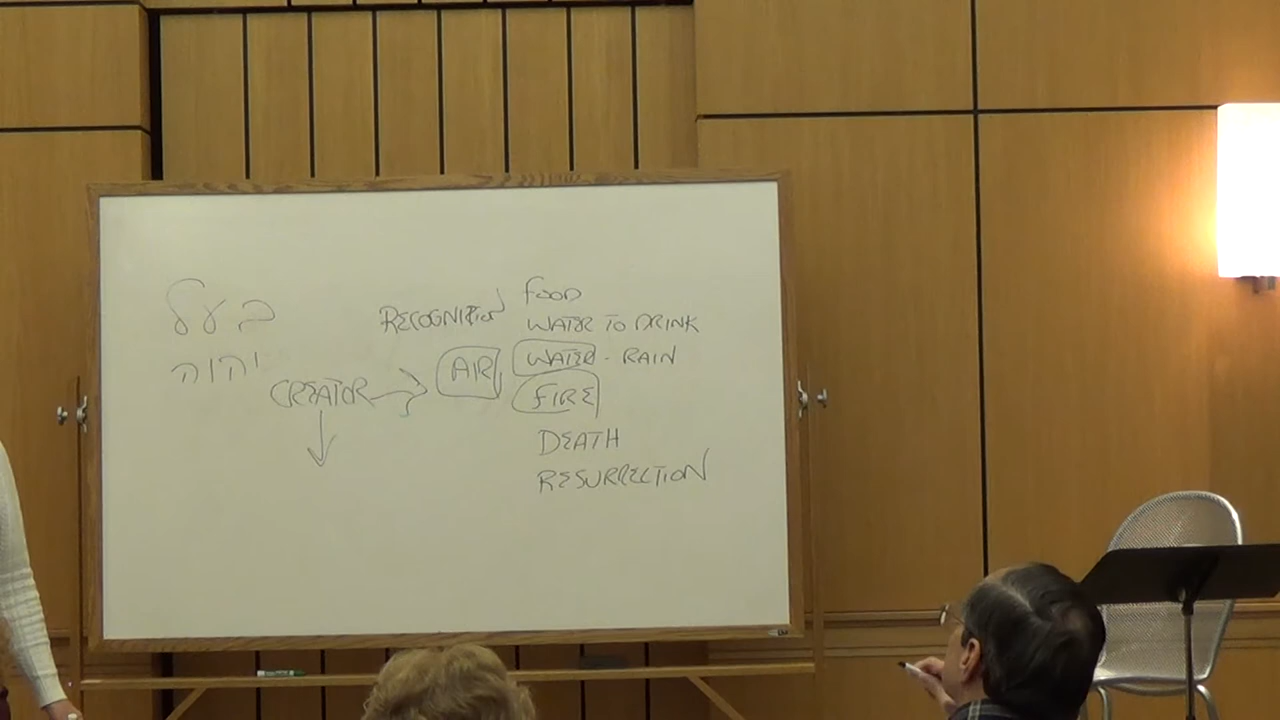 בעל
יהוה
CREATOR
RECOGNITION
AIR
FOOD
WATER TO DRINK
WATER - RAIN
FIRE
DEATH
RESURRECTION